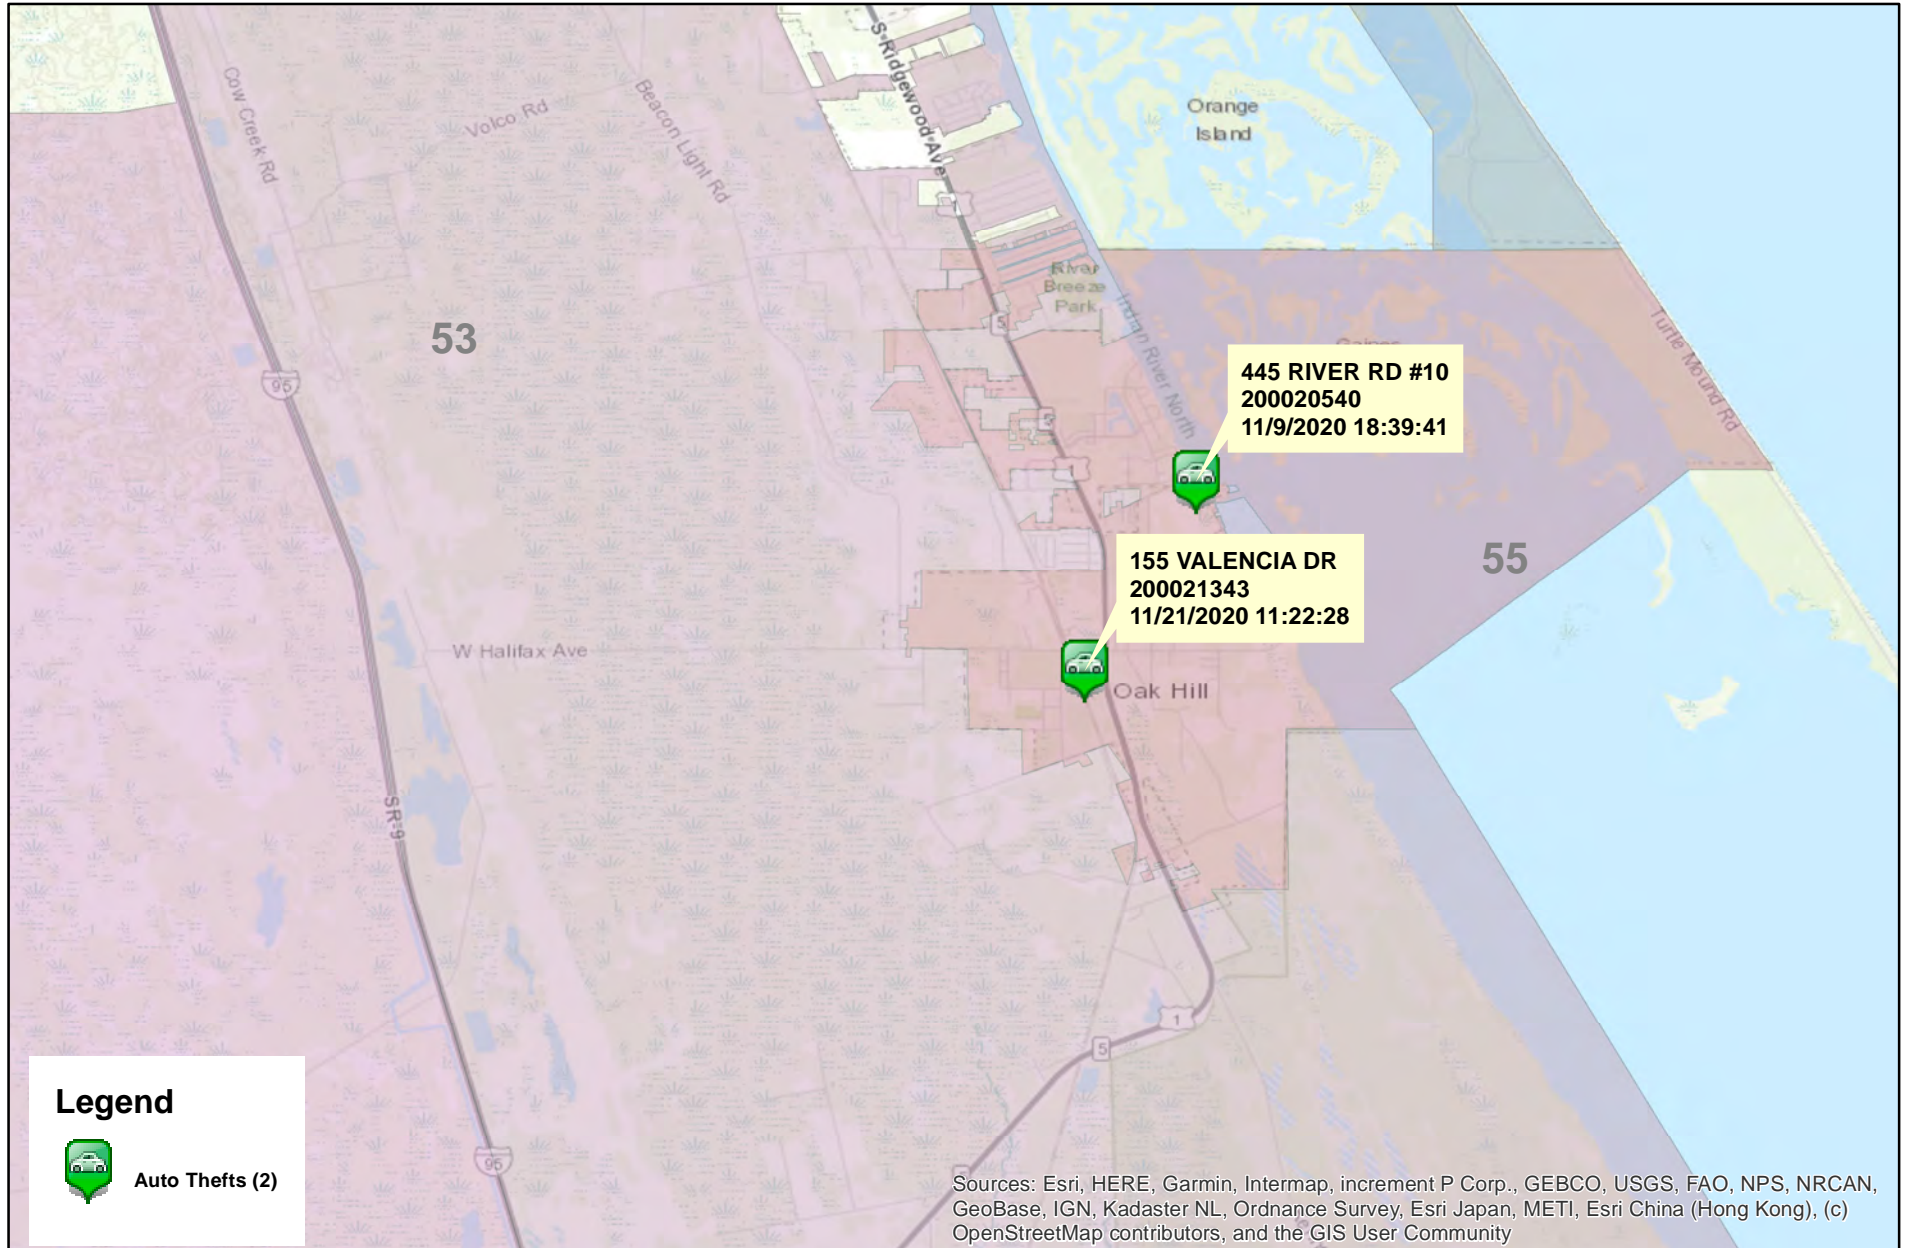 S Ridgewood Ave
Cow Creek Rd
Volco Rd
Beacon Light Rd
Orange
Island
River
Breeze
Park
Indian River North
Turtle Mound Rd
53
95
5
445 RIVER RD #10
200020540
11/9/2020 18:39:41
5
1
55
155 VALENCIA DR
200021343
11/21/2020 11:22:28
W Halifax Ave
Oak Hill
SR-9
1
5
95
Legend
Auto Thefts (2)
Sources: Esri, HERE, Garmin, Intermap, increment P Corp., GEBCO, USGS, FAO, NPS, NRCAN,
GeoBase, IGN, Kadaster NL, Ordnance Survey, Esri Japan, METI, Esri China (Hong Kong), (c)
OpenStreetMap contributors, and the GIS User Community